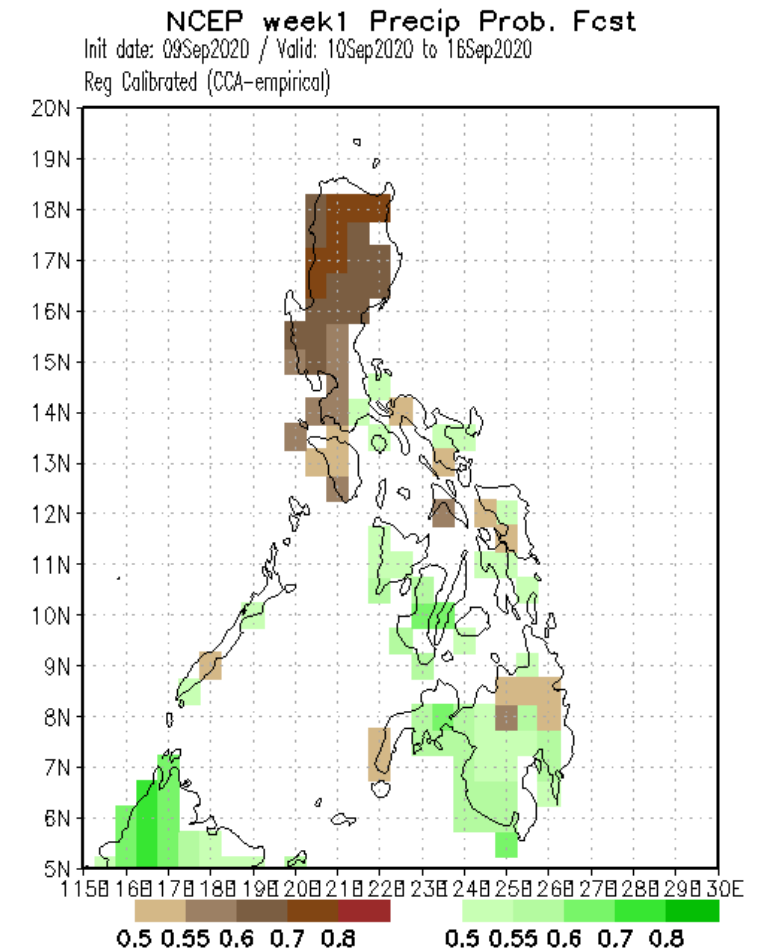 NCEP week1 Precip Prob. Fcst
Init date: 09Sep2020 / Valid: 10Sep2020 to 16Sep2020
Reg Calibrated (CCA-empirical)
20N
19N
18N
17N
16N
15N
14N
13N
12N
11N
10N
9N
8N
7N
6N
5N
115E 116E 117E 118E 119E 120E 121E 122E 123E 124E 125E 126E 127E 128E 129E 130E
0.5 0.55 0.6 0.7 0.8 0.5 0.55 0.6 0.7 0.8